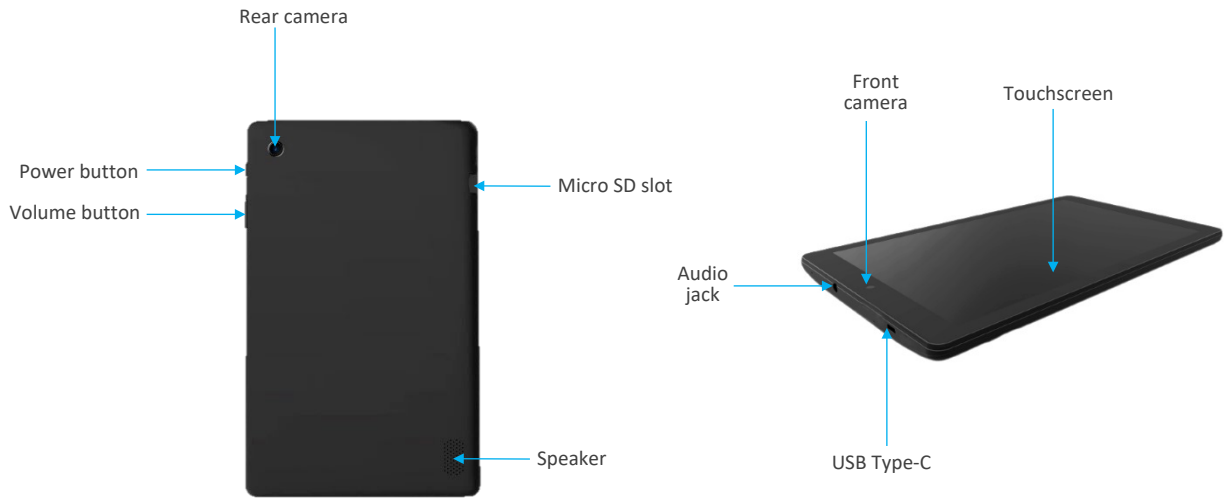 Rear camera
Power button
Volume button
Micro SD slot
Speaker
Front
camera
Touchscreen
Audio
jack
USB Type-C